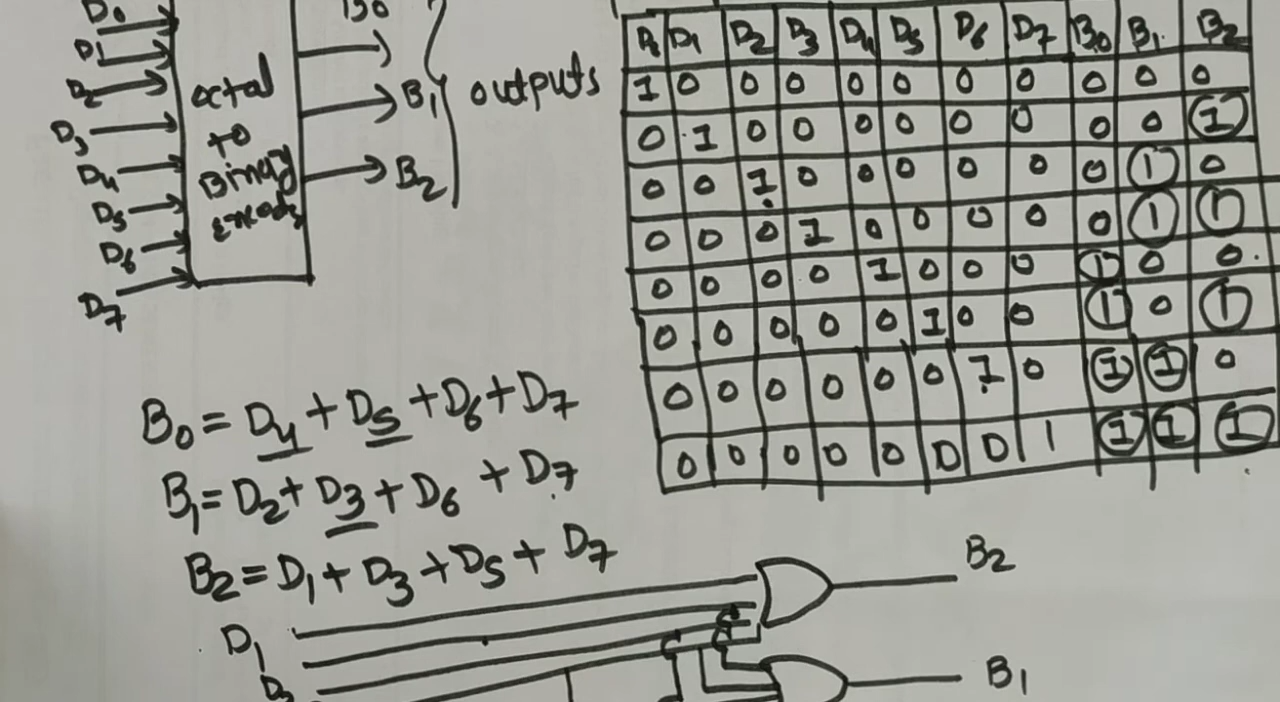 D0
D1
D2
D3
D4
D5
D6
D7
octal
to
Binary
B0
B1
B2
outputs
D1 D2 D3 D4 D5 D6 D7 B0 B1 B2
1 0 0 0 0 0 0 0 0 0 0
0 1 0 0 0 0 0 0 0 0 1
0 0 1 0 0 0 0 0 0 1 0
0 0 0 1 0 0 0 0 0 1 1
0 0 0 0 1 0 0 0 1 0 0
0 0 0 0 0 1 0 0 1 0 1
0 0 0 0 0 0 1 0 1 1 0
0 0 0 0 0 0 0 1 1 1 1
B0 = D4 + D5 + D6 + D7
B1 = D2 + D3 + D6 + D7
B2 = D1 + D3 + D5 + D7
B2
D1
B1